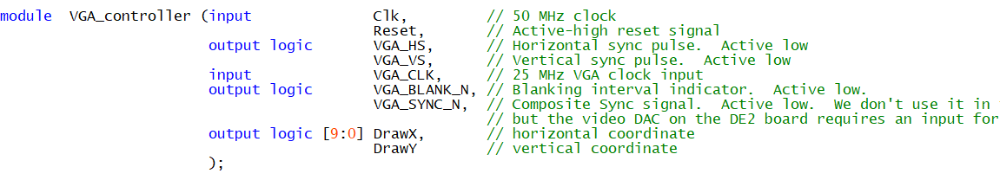 module  VGA_controller (input              Clk,         // 50 MHz clock
                                           Reset,       // Active-high reset signal
                        output logic       VGA_HS,      // Horizontal sync pulse.  Active low
                                           VGA_VS,      // Vertical sync pulse.  Active low
                        input              VGA_CLK,     // 25 MHz VGA clock input
                        output logic       VGA_BLANK_N, // Blanking interval indicator.  Active low.
                                           VGA_SYNC_N,  // Composite Sync signal.  Active low.  We don't use it in
                                                        // but the video DAC on the DE2 board requires an input for
                        output logic [9:0] DrawX,       // horizontal coordinate
                                           DrawY        // vertical coordinate
                        );